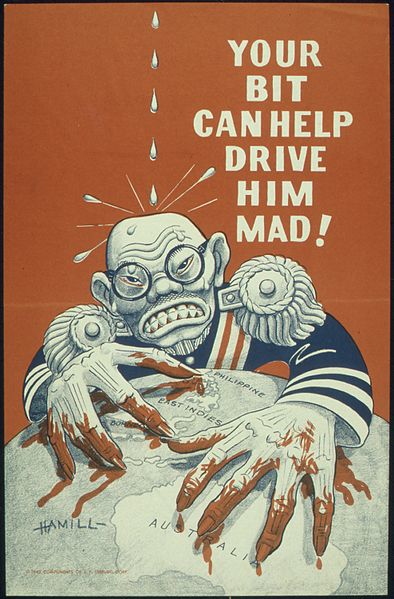 YOUR
BIT
CAN HELP
DRIVE
HIM
MAD!
PHILIPPINE
EAST INDIES
AUSTRALIA
HAMILL